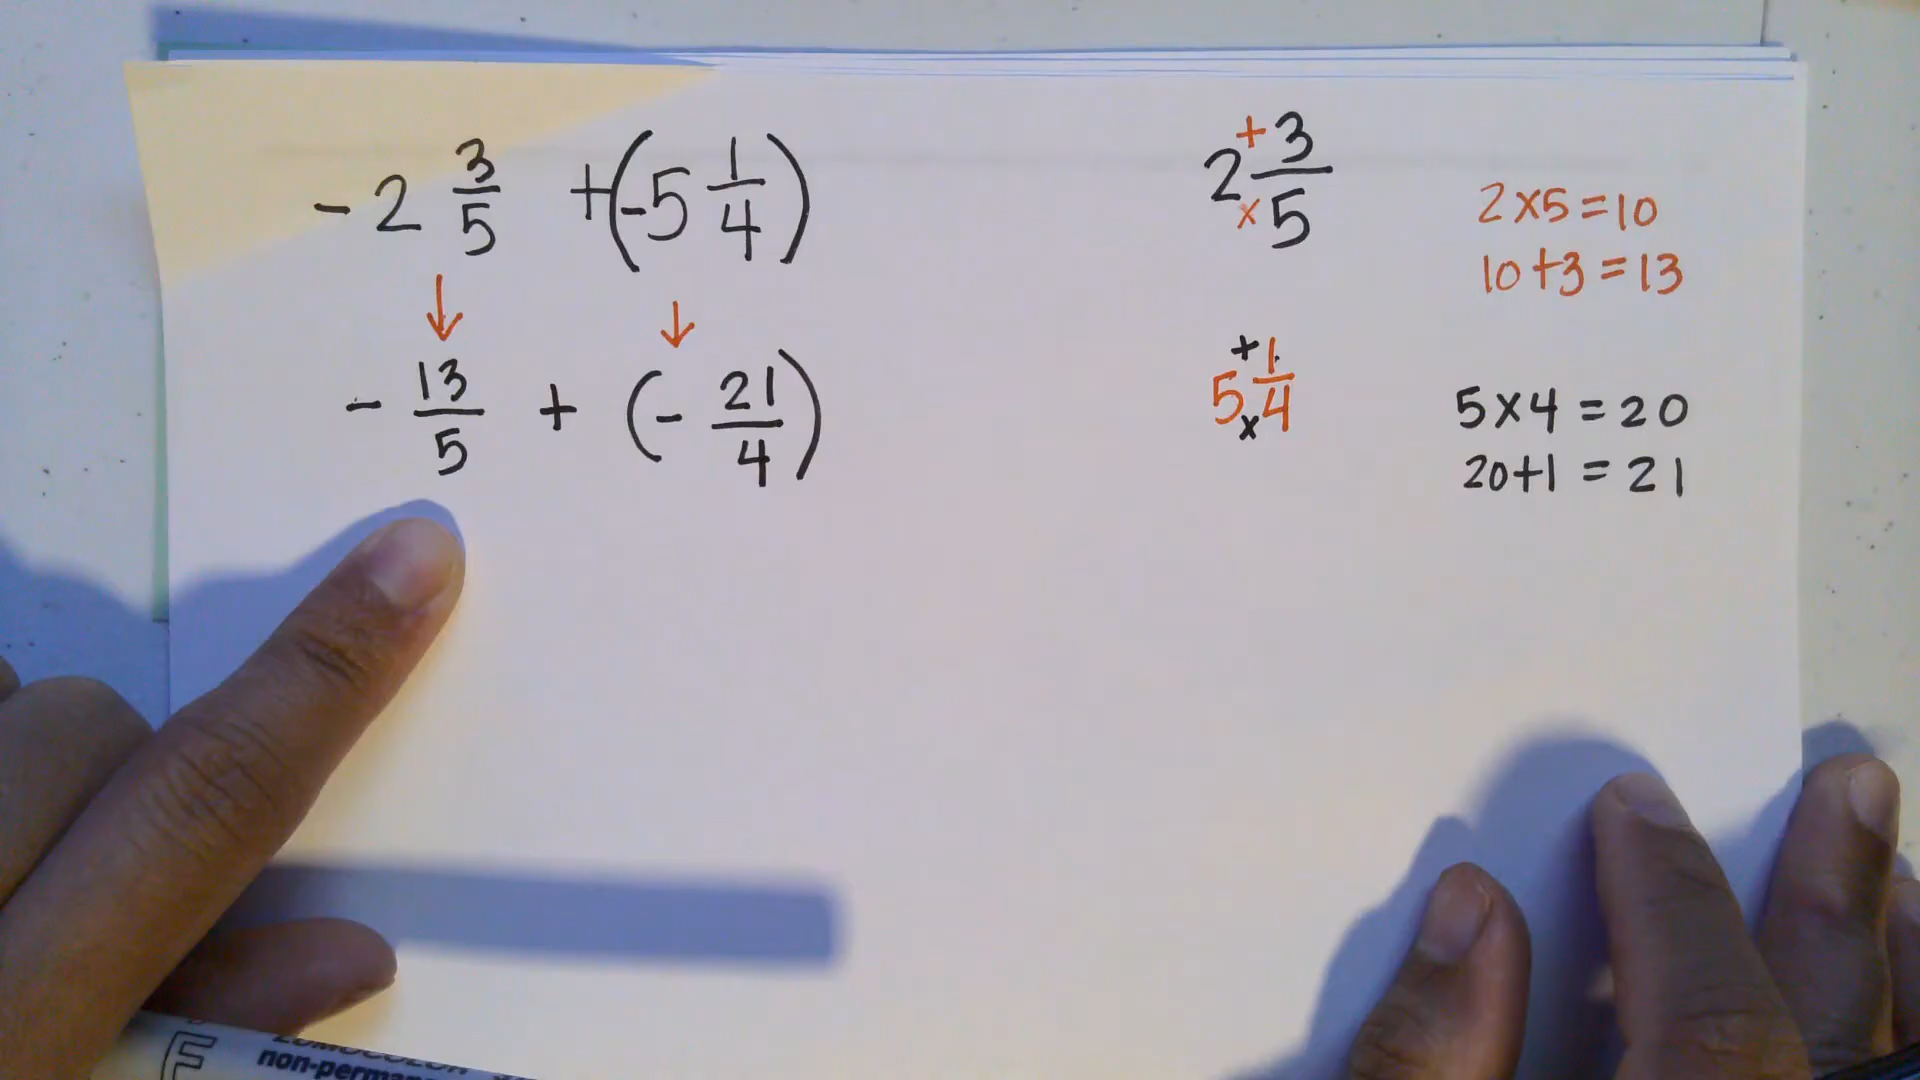 -2 3/5 + (-5 1/4)
↓ ↓
- 13/5 + (- 21/4)
2 + 3 × 5
2×5=10
10+3=13
5 + 1 × 4
5×4=20
20+1=21
F
non-perma